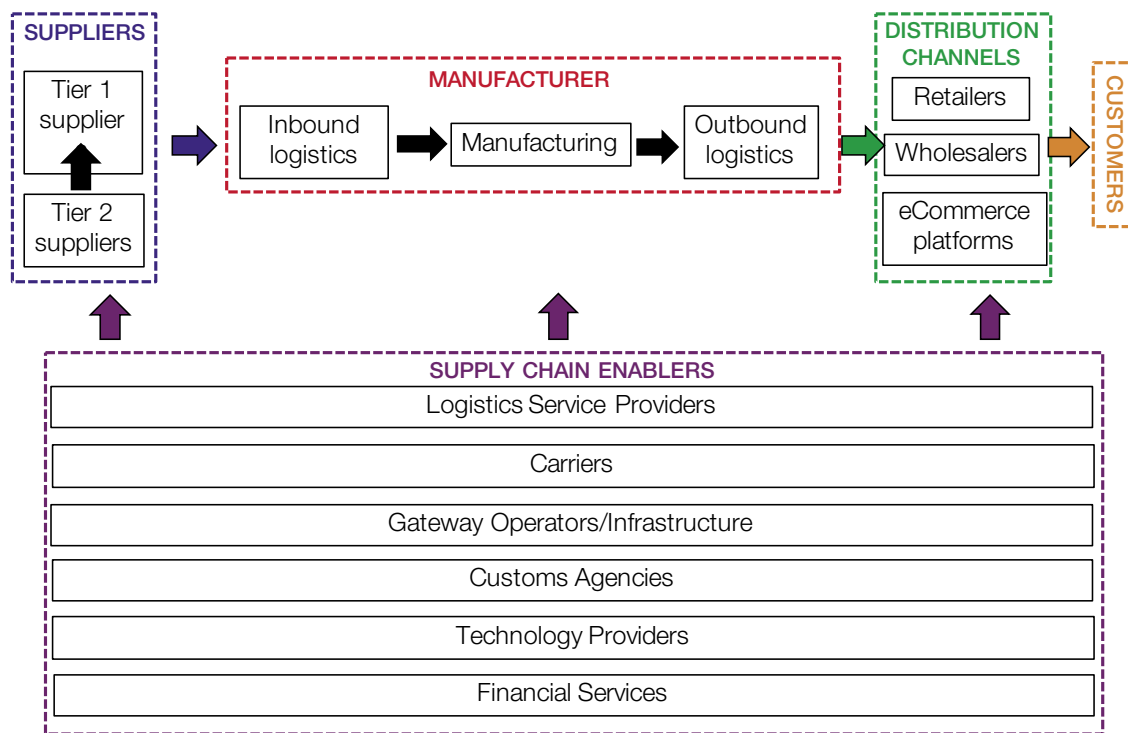 SUPPLIERS
Tier 1
supplier
Tier 2
suppliers
MANUFACTURER
Inbound
logistics
Manufacturing
Outbound
logistics
DISTRIBUTION
CHANNELS
Retailers
Wholesalers
eCommerce
platforms
CUSTOMERS
SUPPLY CHAIN ENABLERS
Logistics Service Providers
Carriers
Gateway Operators/Infrastructure
Customs Agencies
Technology Providers
Financial Services